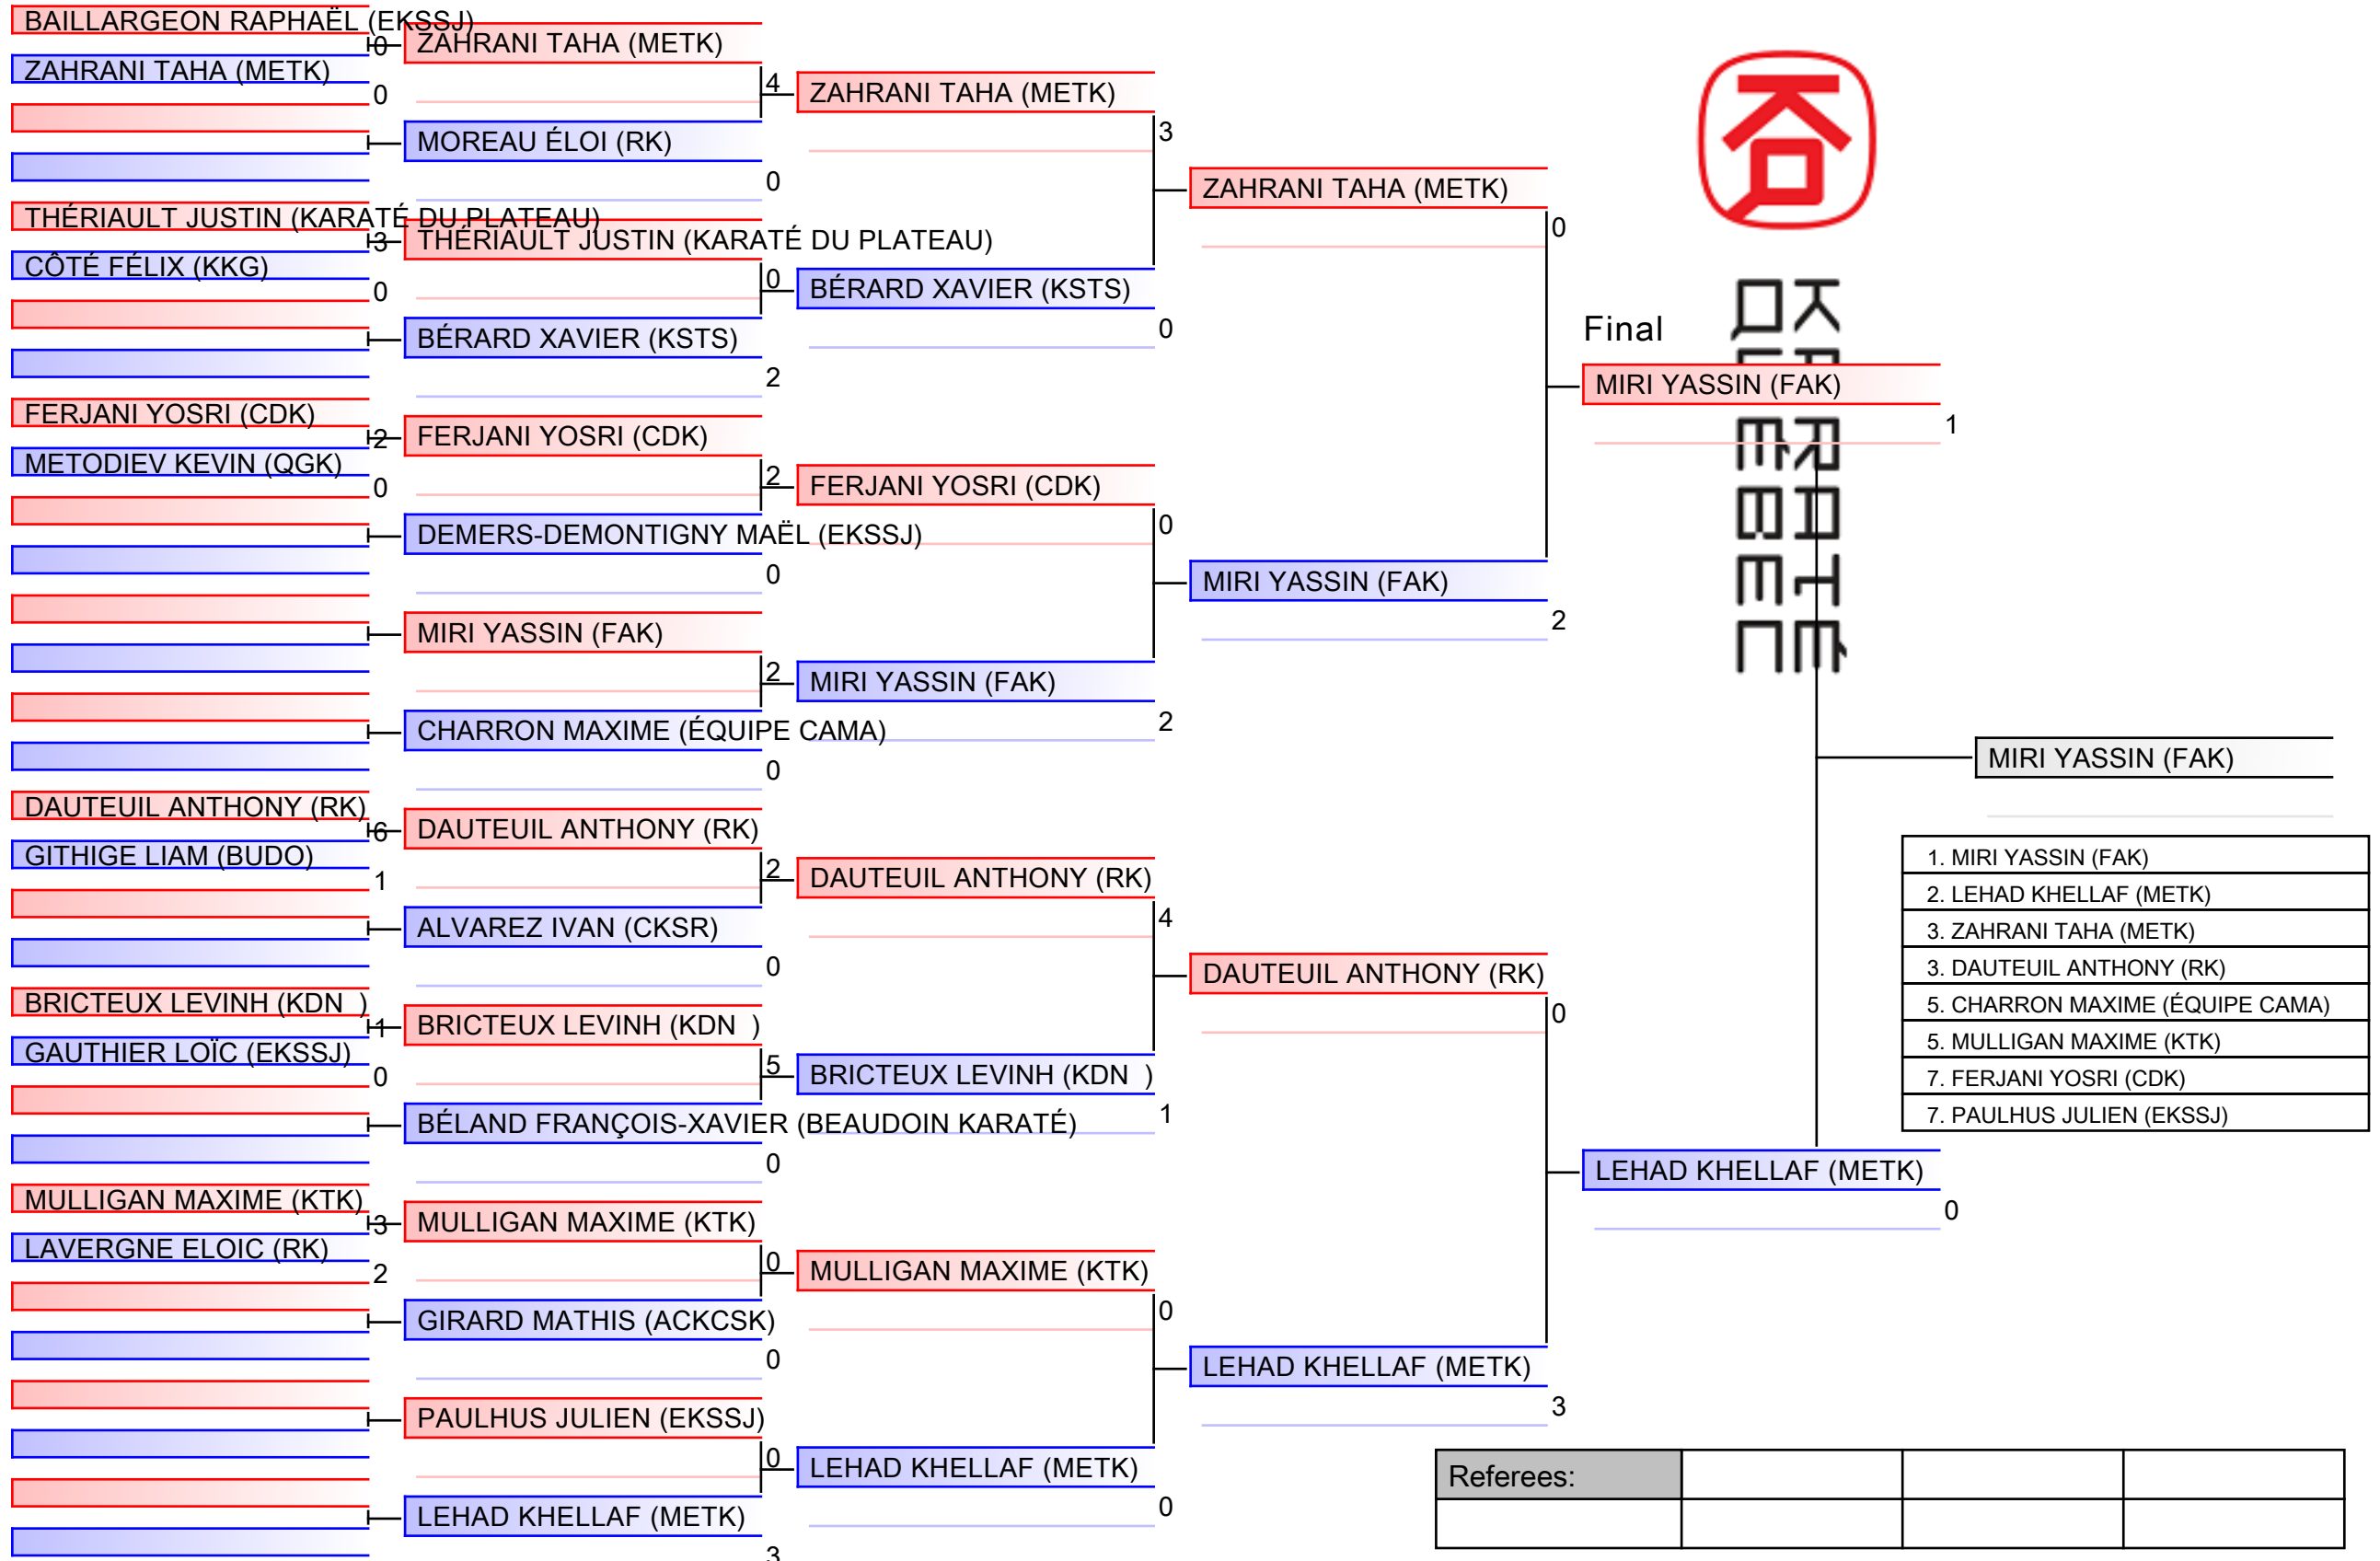 BAILLARGEON RAPHAËL (EKSSJ)
0
ZAHRANI TAHA (METK)
0
THÉRIAULT JUSTIN (KARATÉ DU PLATEAU)
3
CÔTÉ FÉLIX (KKG)
0
FERJANI YOSRI (CDK)
2
METODIEV KEVIN (QGK)
0
DAUTEUIL ANTHONY (RK)
6
GITHIGE LIAM (BUDO)
1
BRICTEUX LEVINH (KDN )
1
GAUTHIER LOÏC (EKSSJ)
0
MULLIGAN MAXIME (KTK)
3
LAVERGNE ELOIC (RK)
2
ZAHRANI TAHA (METK)
4
MOREAU ÉLOI (RK)
0
THÉRIAULT JUSTIN (KARATÉ DU PLATEAU)
0
BÉRARD XAVIER (KSTS)
2
FERJANI YOSRI (CDK)
2
DEMERS-DEMONTIGNY MAËL (EKSSJ)
0
MIRI YASSIN (FAK)
2
CHARRON MAXIME (ÉQUIPE CAMA)
0
DAUTEUIL ANTHONY (RK)
2
ALVAREZ IVAN (CKSR)
0
BRICTEUX LEVINH (KDN )
5
BÉLAND FRANÇOIS-XAVIER (BEAUDOIN KARATÉ)
0
MULLIGAN MAXIME (KTK)
0
GIRARD MATHIS (ACKCSK)
0
PAULHUS JULIEN (EKSSJ)
0
LEHAD KHELLAF (METK)
3
ZAHRANI TAHA (METK)
3
BÉRARD XAVIER (KSTS)
0
FERJANI YOSRI (CDK)
0
MIRI YASSIN (FAK)
2
DAUTEUIL ANTHONY (RK)
4
BRICTEUX LEVINH (KDN )
1
MULLIGAN MAXIME (KTK)
0
LEHAD KHELLAF (METK)
0
ZAHRANI TAHA (METK)
0
MIRI YASSIN (FAK)
2
DAUTEUIL ANTHONY (RK)
0
LEHAD KHELLAF (METK)
3
Final
MIRI YASSIN (FAK)
1
LEHAD KHELLAF (METK)
0
KARATÉ
QUÉBEC
MIRI YASSIN (FAK)
1. MIRI YASSIN (FAK)
2. LEHAD KHELLAF (METK)
3. ZAHRANI TAHA (METK)
3. DAUTEUIL ANTHONY (RK)
5. CHARRON MAXIME (ÉQUIPE CAMA)
5. MULLIGAN MAXIME (KTK)
7. FERJANI YOSRI (CDK)
7. PAULHUS JULIEN (EKSSJ)
Referees: